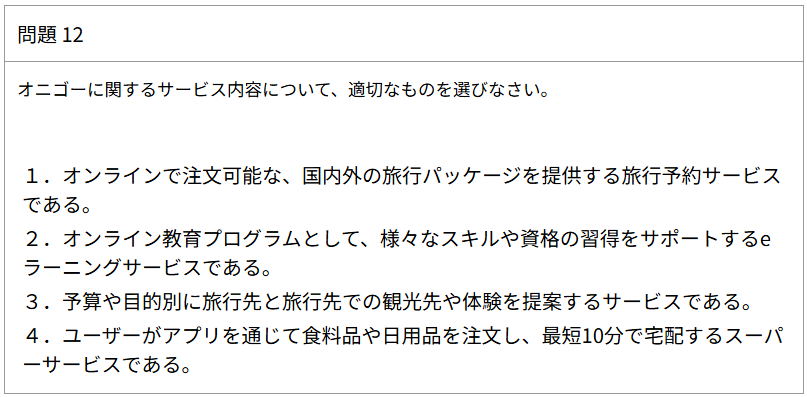 問題 12
オニゴーに関するサービス内容について、適切なものを選びなさい。
１．オンラインで注文可能な、国内外の旅行パッケージを提供する旅行予約サービス
である。
２．オンライン教育プログラムとして、様々なスキルや資格の習得をサポートするe
ラーニングサービスである。
３．予算や目的別に旅行先と旅行先での観光先や体験を提案するサービスである。
４．ユーザーがアプリを通じて食料品や日用品を注文し、最短10分で宅配するスーパ
ーサービスである。